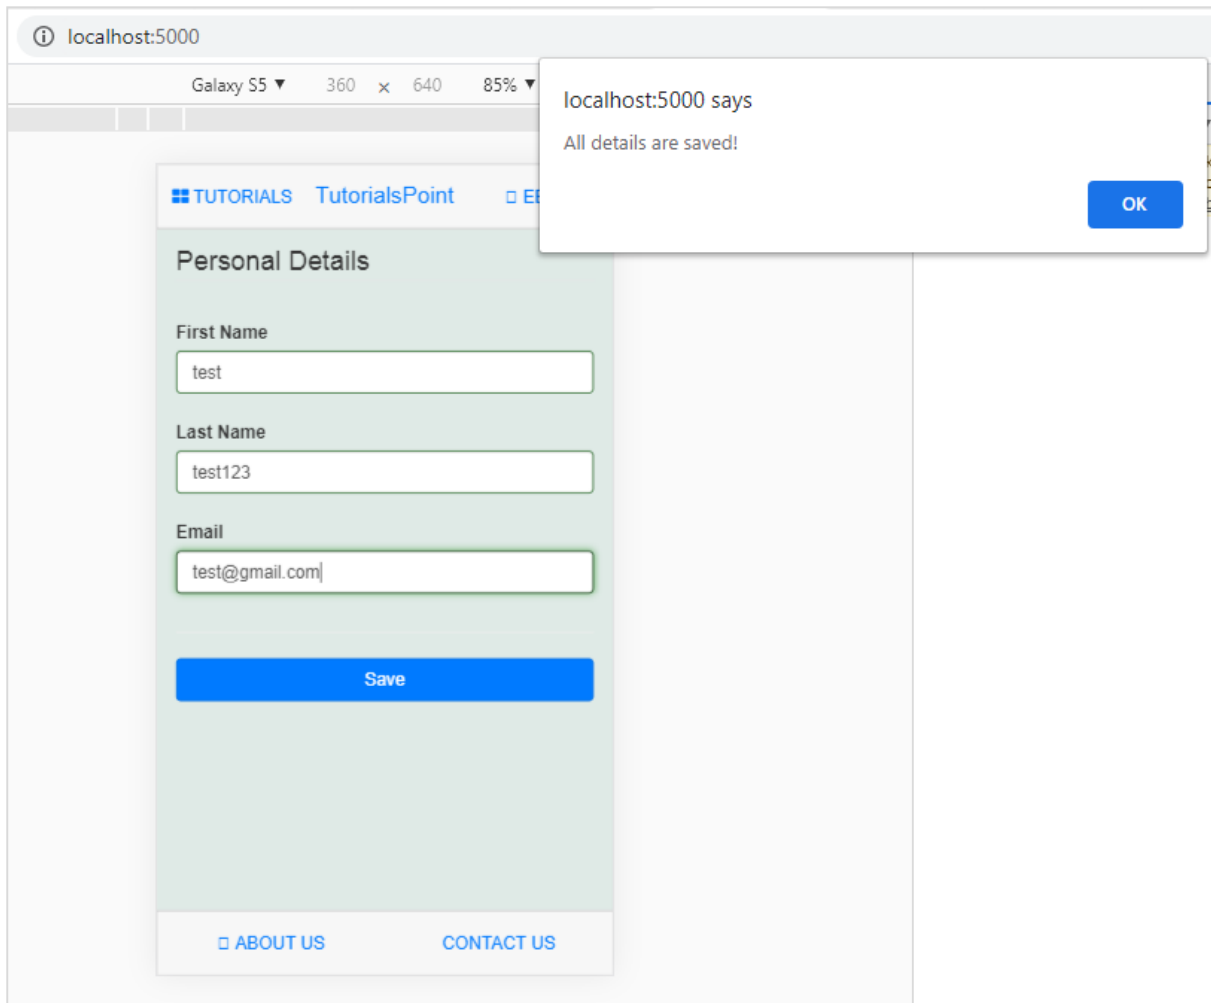 localhost:5000
Galaxy S5 360 x 640 85%
localhost:5000 says
All details are saved!
OK
TUTORIALS TutorialsPoint
Personal Details
First Name
test
Last Name
test123
Email
test@gmail.com
Save
ABOUT US CONTACT US